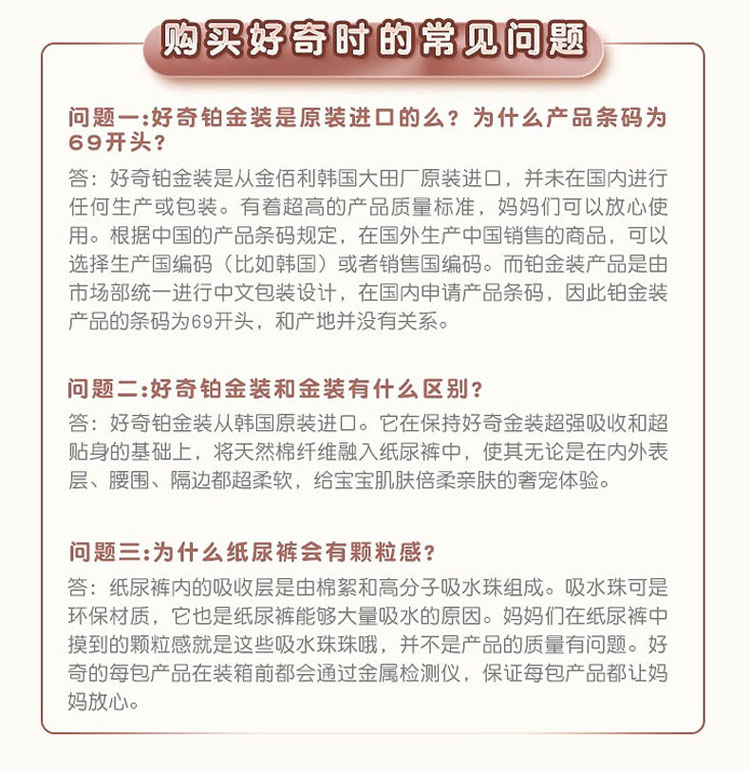 购买好奇时的常见问题
问题一:好奇铂金装是原装进口的么？为什么产品条码为
69开头?
答：好奇铂金装是从金佰利韩国大田厂原装进口，并未在国内进行
任何生产或包装。有着超高的产品质量标准，妈妈们可以放心使
用。根据中国的产品条码规定，在国外生产中国销售的商品，可以
选择生产国编码（比如韩国）或者销售国编码。而铂金装产品是由
市场部统一进行中文包装设计，在国内申请产品条码，因此铂金装
产品的条码为69开头，和产地并没有关系。
问题二:好奇铂金装和金装有什么区别?
答：好奇铂金装从韩国原装进口。它在保持好奇金装超强吸收和超
贴身的基础上，将天然棉纤维融入纸尿裤中，使其无论是在内外表
层、腰围、隔边都超柔软，给宝宝肌肤倍柔亲肤的奢宠体验。
问题三:为什么纸尿裤会有颗粒感?
答：纸尿裤内的吸收层是由棉絮和高分子吸水珠组成。吸水珠可是
环保材质，它也是纸尿裤能够大量吸水的原因。妈妈们在纸尿裤中
摸到的颗粒感就是这些吸水珠珠哦，并不是产品的质量有问题。好
奇的每包产品在装箱前都会通过金属检测仪，保证每包产品都让妈
妈放心。